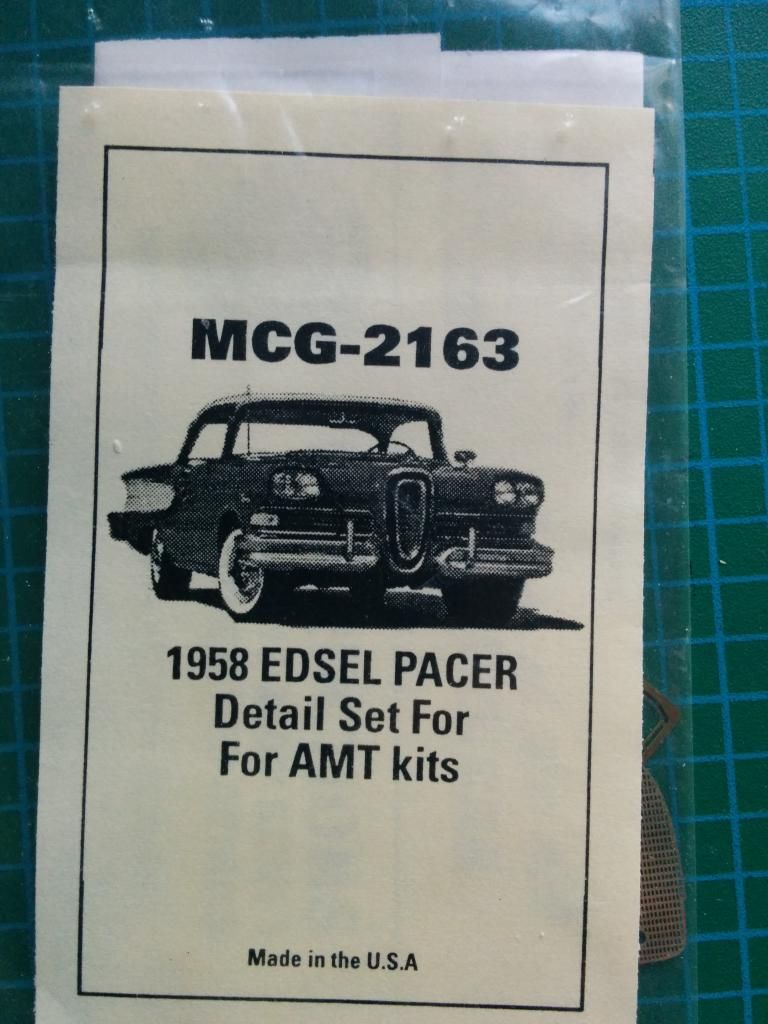 MCG-2163
1958 EDSEL PACER
Detail Set For
For AMT kits
Made in the U.S.A